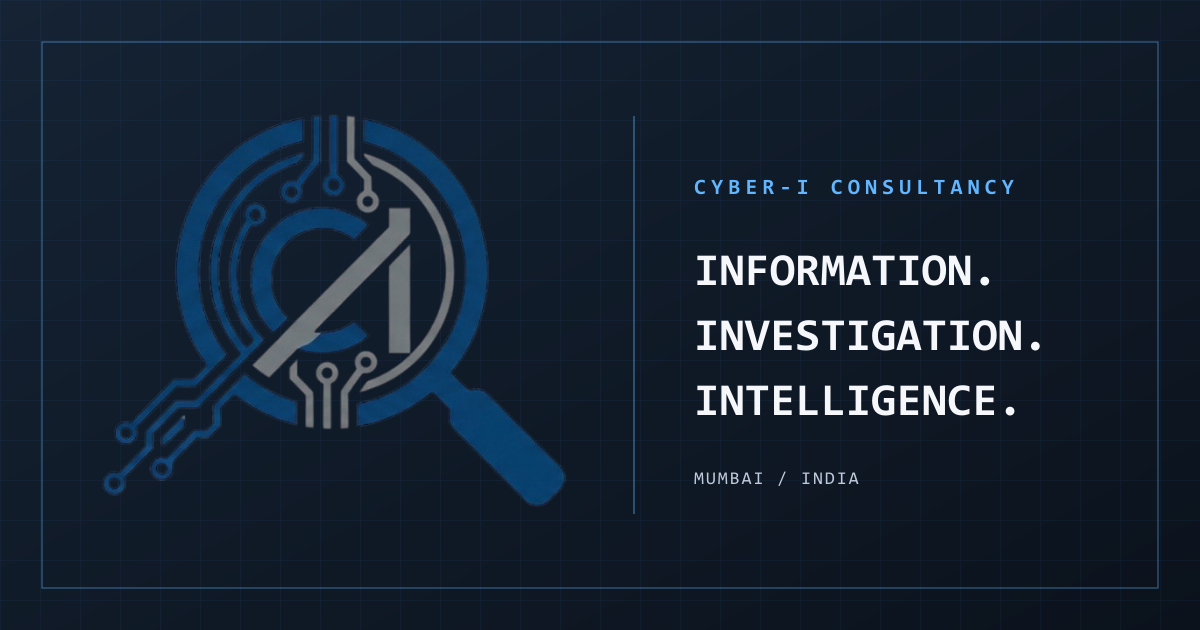 CYBER-I CONSULTANCY
INFORMATION.
INVESTIGATION.
INTELLIGENCE.
MUMBAI / INDIA